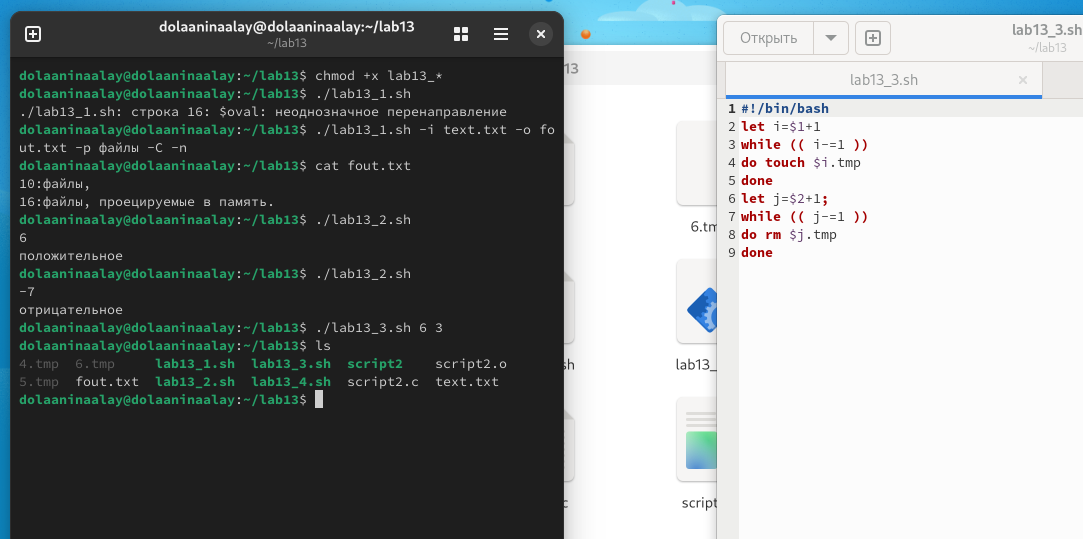 dolaaninaalay@dolaaninaalay:~/lab13
~/lab13
dolaaninaalay@dolaaninaalay:~/lab13$ chmod +x lab13_*
dolaaninaalay@dolaaninaalay:~/lab13$ ./lab13_1.sh
./lab13_1.sh: строка 16: $oval: неоднозначное перенаправление
dolaaninaalay@dolaaninaalay:~/lab13$ ./lab13_1.sh -i text.txt -o fo
ut.txt -p файлы -C -n
dolaaninaalay@dolaaninaalay:~/lab13$ cat fout.txt
10:файлы,
16:файлы, проецируемые в память.
dolaaninaalay@dolaaninaalay:~/lab13$ ./lab13_2.sh
6
положительное
dolaaninaalay@dolaaninaalay:~/lab13$ ./lab13_2.sh
-7
отрицательное
dolaaninaalay@dolaaninaalay:~/lab13$ ./lab13_3.sh 6 3
dolaaninaalay@dolaaninaalay:~/lab13$ ls
4.tmp 6.tmp lab13_1.sh lab13_3.sh script2 script2.o
5.tmp fout.txt lab13_2.sh lab13_4.sh script2.c text.txt
dolaaninaalay@dolaaninaalay:~/lab13$
13
6.tm
sh
lab13_
c
script
Открыть
lab13_3.sh
~/lab13
lab13_3.sh
1 #!/bin/bash
2 let i=$1+1
3 while (( i-=1 ))
4 do touch $i.tmp
5 done
6 let j=$2+1;
7 while (( j-=1 ))
8 do rm $j.tmp
9 done